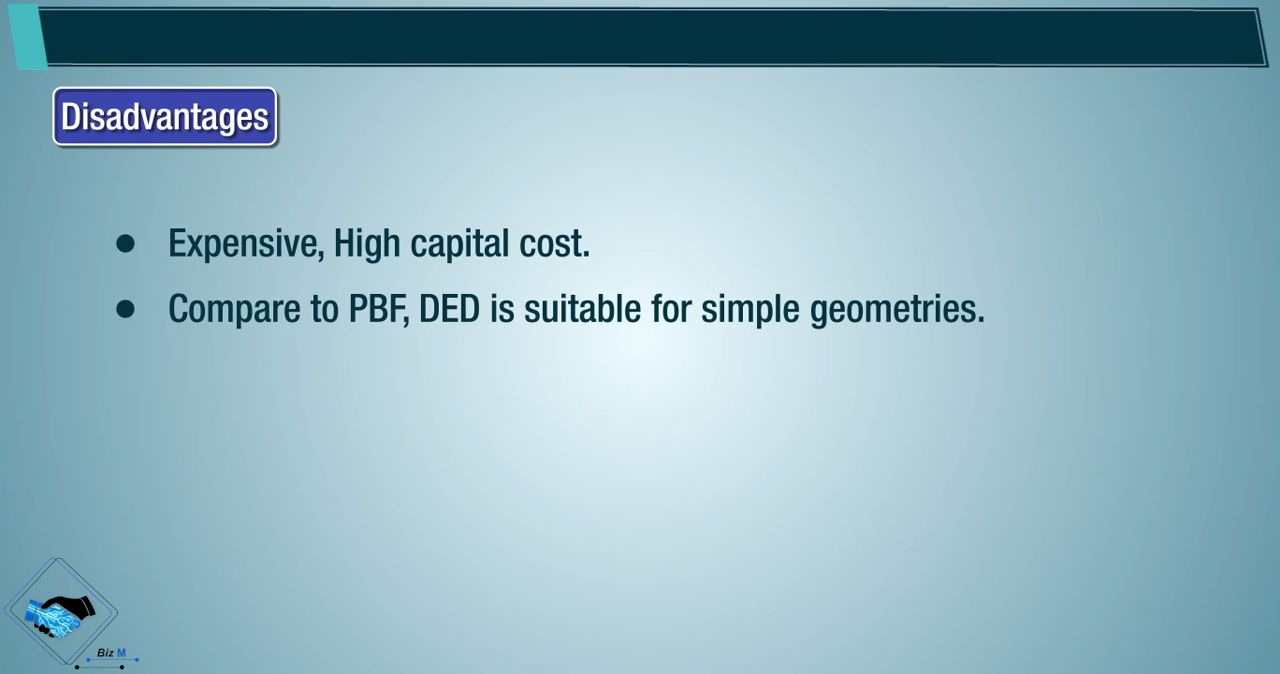 Disadvantages
Expensive, High capital cost.
Compare to PBF, DED is suitable for simple geometries.
Biz M